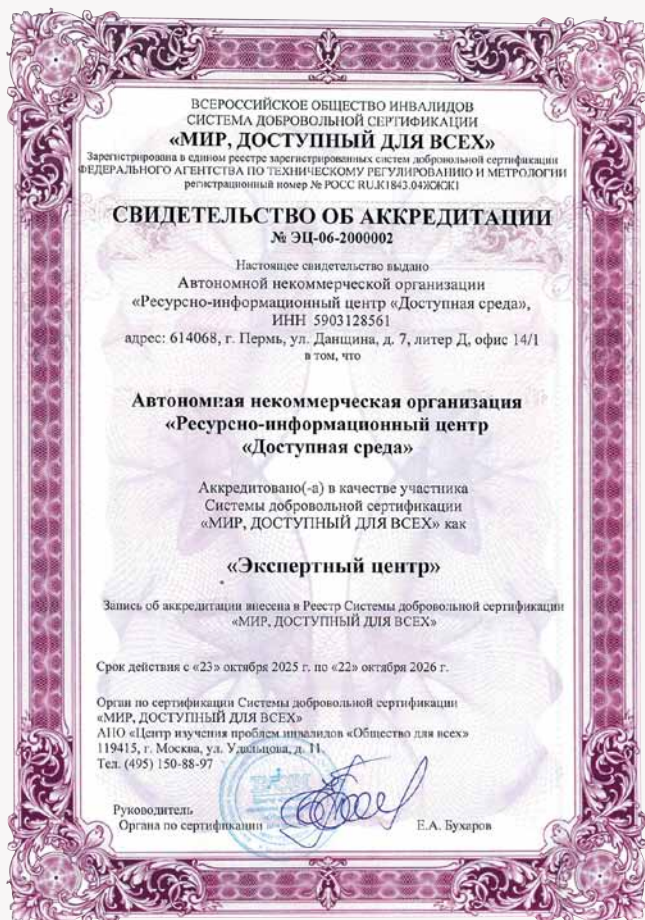 ВСЕРОССИЙСКОЕ ОБЩЕСТВО ИНВАЛИДОВ
СИСТЕМА ДОБРОВОЛЬНОЙ СЕРТИФИКАЦИИ
«МИР, ДОСТУПНЫЙ ДЛЯ ВСЕХ»
Зарегистрирована в едином реестре зарегистрированных систем добровольной сертификации
ФЕДЕРАЛЬНОГО АГЕНТСТВА ПО ТЕХНИЧЕСКОМУ РЕГУЛИРОВАНИЮ И МЕТРОЛОГИИ
регистрационный номер № РОСС RU.К1843.04ЖЖЖ1
СВИДЕТЕЛЬСТВО ОБ АККРЕДИТАЦИИ
№ ЭЦ-06-2000002
Настоящее свидетельство выдано
Автономной некоммерческой организации
«Ресурсно-информационный центр «Доступная среда»,
ИНН 5903128561
адрес: 614068, г. Пермь, ул. Данщина, д. 7, литер Д, офис 14/1
в том, что
Автономная некоммерческая организация
«Ресурсно-информационный центр
«Доступная среда»
Аккредитовано(-а) в качестве участника
Системы добровольной сертификации
«МИР, ДОСТУПНЫЙ ДЛЯ ВСЕХ» как
«Экспертный центр»
Запись об аккредитации внесена в Реестр Системы добровольной сертификации
«МИР, ДОСТУПНЫЙ ДЛЯ ВСЕХ»
Срок действия с «23» октября 2025 г. по «22» октября 2026 г.
Орган по сертификации Системы добровольной сертификации
«МИР, ДОСТУПНЫЙ ДЛЯ ВСЕХ»
АНО «Центр изучения проблем инвалидов «Общество для всех»
119415, г. Москва, ул. Удальцова, д. 11.
Тел. (495) 150-88-97
Руководитель
Органа по сертификации Е.А. Бухаров